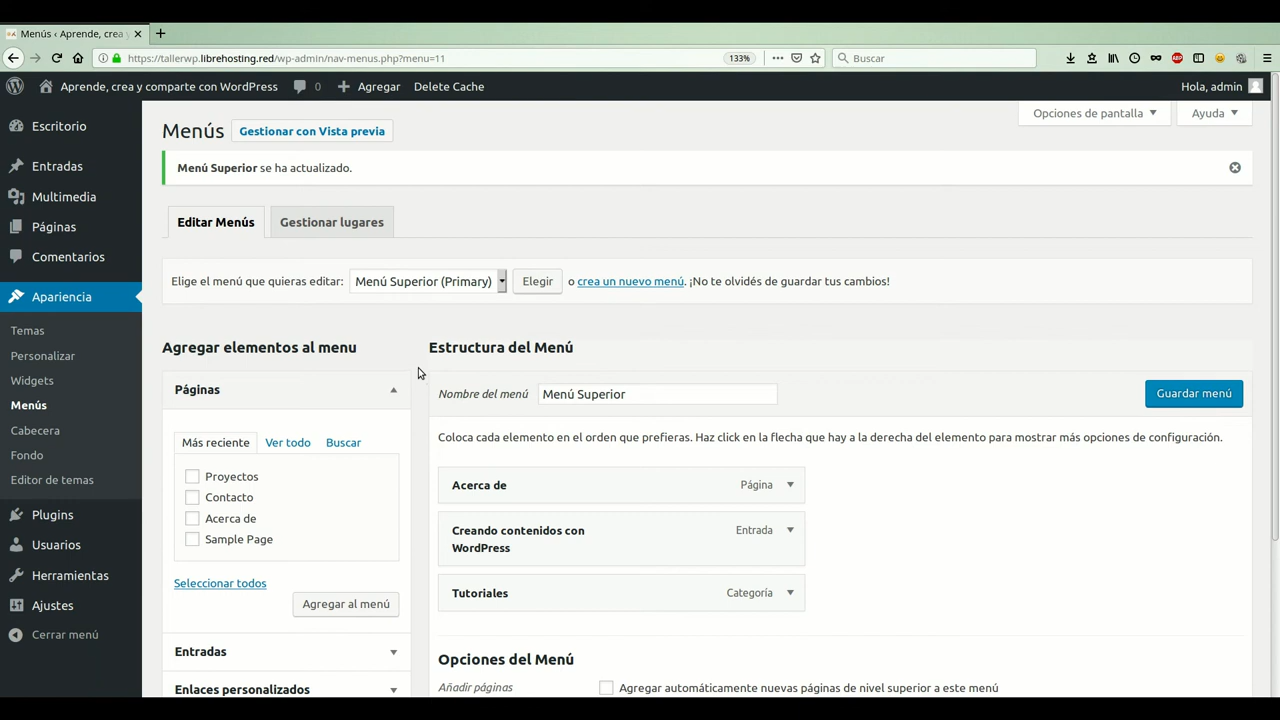 Menús ‹ Aprende, crea y
https://tallerwp.librehosting.red/wp-admin/nav-menus.php?menu=11
133%
Buscar
Aprende, crea y comparte con WordPress
0
Agregar
Delete Cache
Hola, admin
Escritorio
Entradas
Multimedia
Páginas
Comentarios
Apariencia
Temas
Personalizar
Widgets
Menús
Cabecera
Fondo
Editor de temas
Plugins
Usuarios
Herramientas
Ajustes
Cerrar menú
Opciones de pantalla
Ayuda
Menús
Gestionar con Vista previa
Menú Superior se ha actualizado.
Editar Menús
Gestionar lugares
Elige el menú que quieras editar: Menú Superior (Primary) Elegir o crea un nuevo menú. ¡No te olvidés de guardar tus cambios!
Agregar elementos al menu
Páginas
Más reciente
Ver todo
Buscar
Proyectos
Contacto
Acerca de
Sample Page
Seleccionar todos
Agregar al menú
Entradas
Enlaces personalizados
Estructura del Menú
Nombre del menú Menú Superior
Guardar menú
Coloca cada elemento en el orden que prefieras. Haz click en la flecha que hay a la derecha del elemento para mostrar más opciones de configuración.
Acerca de Página
Creando contenidos con Entrada
WordPress
Tutoriales Categoría
Opciones del Menú
Añadir páginas Agregar automáticamente nuevas páginas de nivel superior a este menú